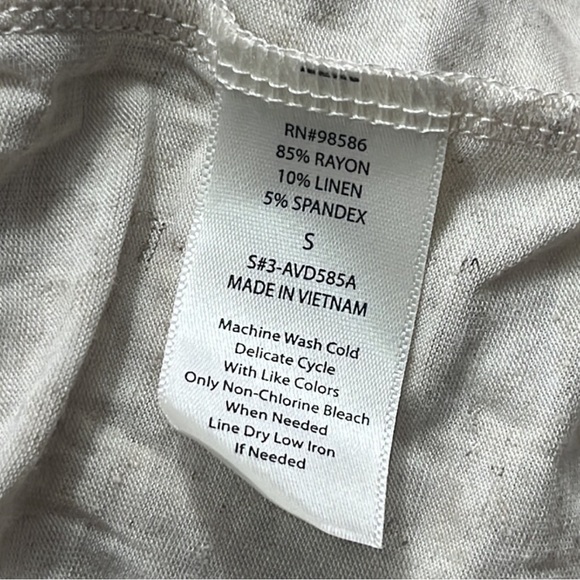 RN#98586
85% RAYON
10% LINEN
5% SPANDEX
S
S#3-AVD585A
MADE IN VIETNAM
Machine Wash Cold
Delicate Cycle
With Like Colors
Only Non-Chlorine Bleach
When Needed
Line Dry Low Iron
If Needed